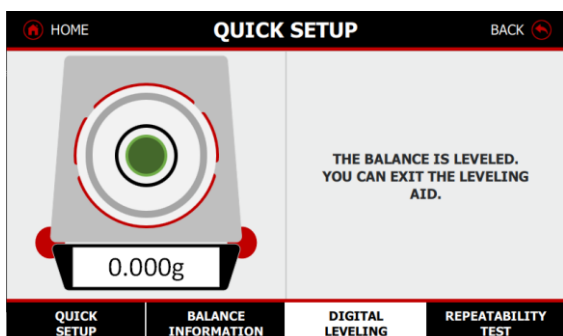 HOME
QUICK SETUP
BACK
THE BALANCE IS LEVELED.
YOU CAN EXIT THE LEVELING
AID.
0.000g
QUICK
SETUP
BALANCE
INFORMATION
DIGITAL
LEVELING
REPEATABILITY
TEST